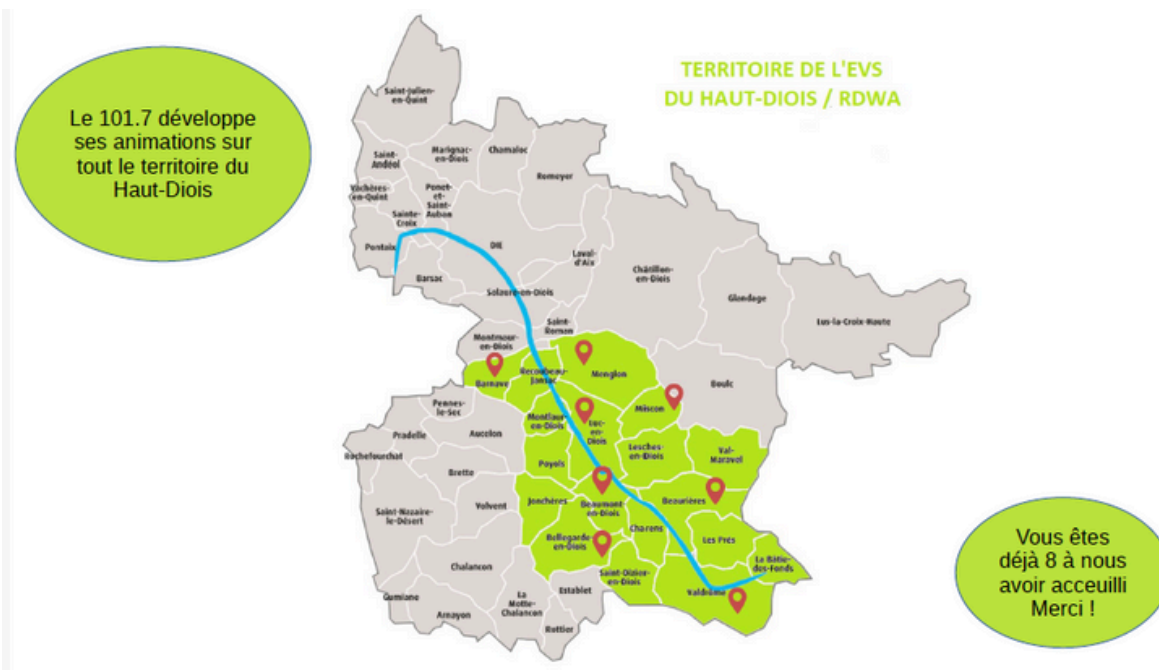 Le 101.7 développe
ses animations sur
tout le territoire du
Haut-Diois
TERRITOIRE DE L'EVS
DU HAUT-DIOIS / RDWA
Saint-Julien-
en-Quint
Saint-
Andéol
Marignac-
en-Diois
Chamaloc
Romeyer
Vachères-
en-Quint
Ponet-
et-
Saint-
Auban
Sainte-
Croix
Pontaix
DIE
Barsac
Laval-
d'Aix
Châtillon-
en-Diois
Solaure-en-Diois
Glandage
Lus-la-Croix-Haute
Saint-
Roman
Montmaur-
en-Diois
Barnave
Recoubeau-
Jansac
Menglon
Boulc
Pennes-
le-Sec
Miscon
Montlaur-
en-Diois
Luc-
en-
Diois
Pradelle
Aucelon
Rochefourchat
Lesches-
en-Diois
Val-
Maravel
Brette
Poyols
Saint-Nazaire-
le-Désert
Volvent
Jonchères
Beaumont-
en-Diois
Beaurières
Charens
Les Prés
Bellegarde-
en-Diois
La Bâtie-
des-Fonds
Chalancon
Saint-Dizier-
en-Diois
Establet
Valdrôme
Gumiane
Arnayon
La
Motte-
Chalancon
Rottier
Vous êtes
déjà 8 à nous
avoir acceuilli
Merci !